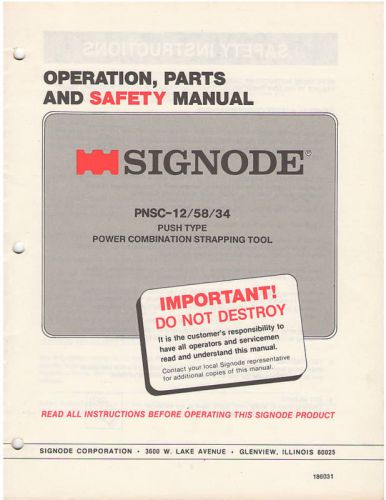 OPERATION, PARTS
AND SAFETY MANUAL
SIGNODE®
PNSC-12/58/34
PUSH TYPE
POWER COMBINATION STRAPPING TOOL
IMPORTANT!
DO NOT DESTROY
It is the customer's responsibility to
have all operators and servicemen
read and understand this manual.
Contact your local Signode representative
for additional copies of this manual.
READ ALL INSTRUCTIONS BEFORE OPERATING THIS SIGNODE PRODUCT
SIGNODE CORPORATION • 3600 W. LAKE AVENUE • GLENVIEW, ILLINOIS 60025
186031
SAFETY INSTRUCTIONS